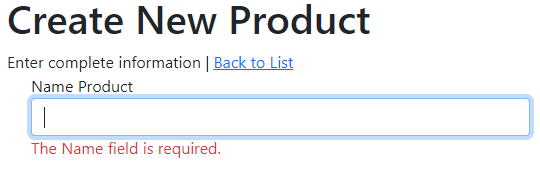 Create New Product
Enter complete information | Back to List
Name Product
The Name field is required.